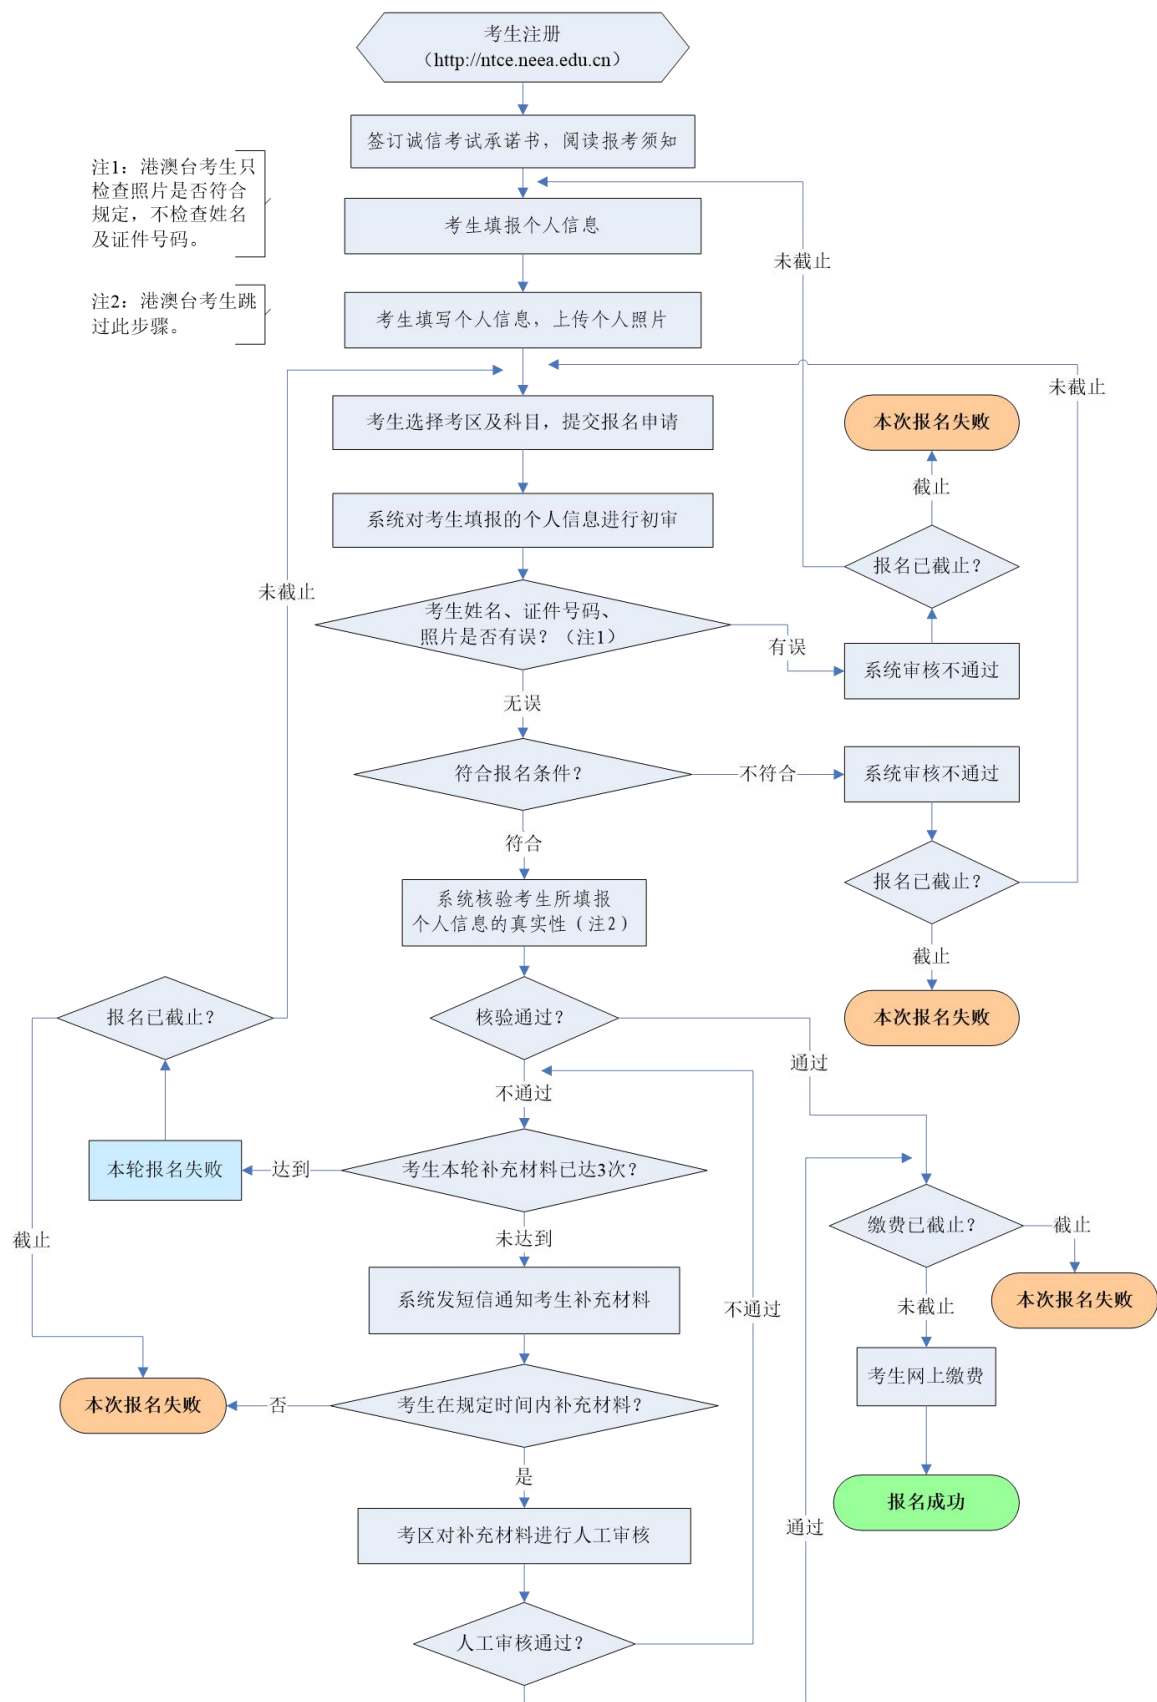 考生注册
（http://ntce.neea.edu.cn）
签订诚信考试承诺书，阅读报考须知
注1：港澳台考生只
检查照片是否符合
规定，不检查姓名
及证件号码。
考生填报个人信息
未截止
注2：港澳台考生跳
过此步骤。
考生填写个人信息，上传个人照片
未截止
考生选择考区及科目，提交报名申请
本次报名失败
截止
系统对考生填报的个人信息进行初审
报名已截止？
未截止
考生姓名、证件号码、
照片是否有误？（注1）
有误
系统审核不通过
无误
符合报名条件？
不符合
系统审核不通过
符合
报名已截止？
系统核验考生所填报
个人信息的真实性（注2）
截止
报名已截止？
核验通过？
本次报名失败
通过
不通过
本轮报名失败
达到
考生本轮补充材料已达3次？
缴费已截止？
截止
截止
未达到
系统发短信通知考生补充材料
不通过
未截止
本次报名失败
考生网上缴费
本次报名失败
否
考生在规定时间内补充材料？
是
报名成功
考区对补充材料进行人工审核
通过
人工审核通过？